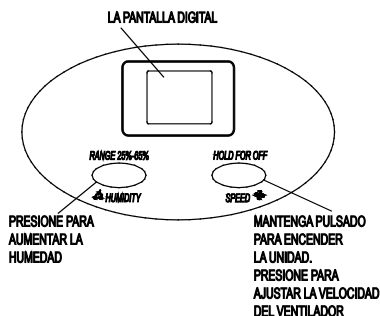 LA PANTALLA DIGITAL
RANGE 25%-65%
HOLD FOR OFF
HUMIDITY
SPEED
PRESIONE PARA
AUMENTAR LA
HUMEDAD
MANTENGA PULSADO
PARA ENCENDER
LA UNIDAD.
PRESIONE PARA
AJUSTAR LA VELOCIDAD
DEL VENTILADOR